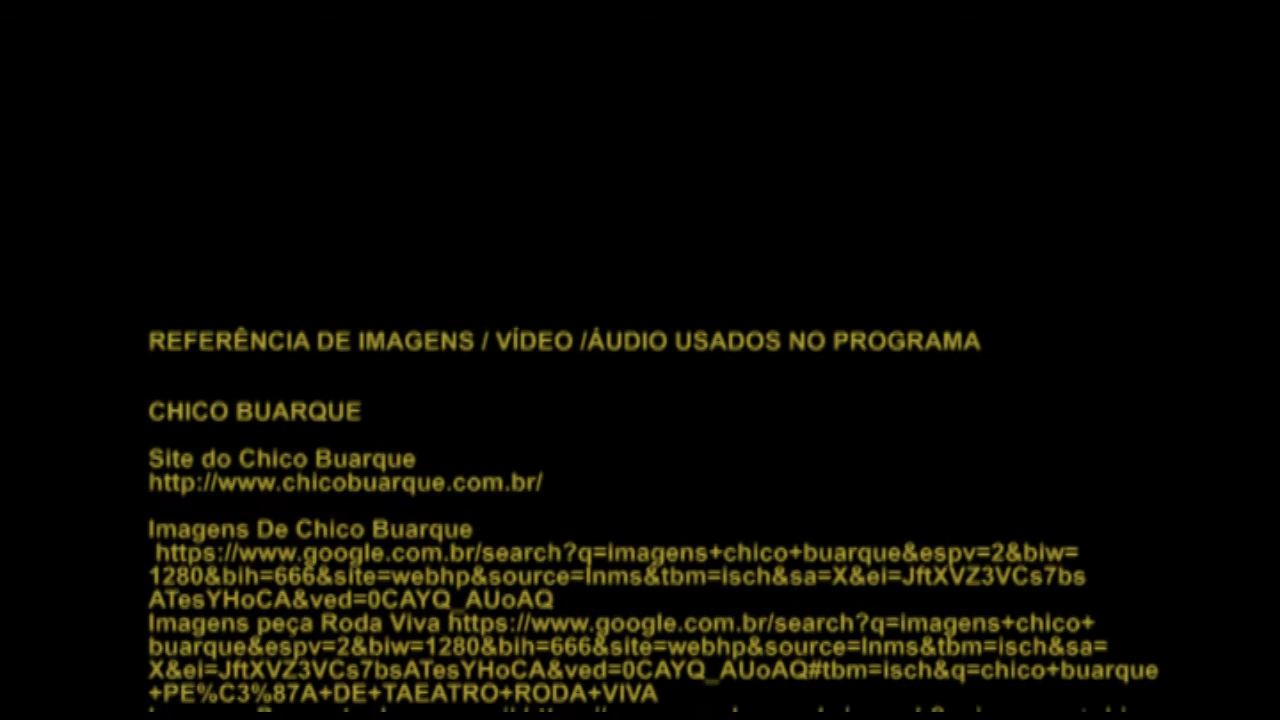 REFERÊNCIA DE IMAGENS / VÍDEO /ÁUDIO USADOS NO PROGRAMA
CHICO BUARQUE
Site do Chico Buarque
http://www.chicobuarque.com.br/
Imagens De Chico Buarque
https://www.google.com.br/search?q=imagens+chico+buarque&espv=2&biw=
1280&bih=666&site=webhp&source=lnms&tbm=isch&sa=X&ei=JftXVZ3VCs7bs
ATesYHoCA&ved=0CAYQ_AUoAQ
Imagens peça Roda Viva https://www.google.com.br/search?q=imagens+chico+
buarque&espv=2&biw=1280&bih=666&site=webhp&source=lnms&tbm=isch&sa=
X&ei=JftXVZ3VCs7bsATesYHoCA&ved=0CAYQ_AUoAQ#tbm=isch&q=chico+buarque
+PE%C3%87A+DE+TAEATRO+RODA+VIVA